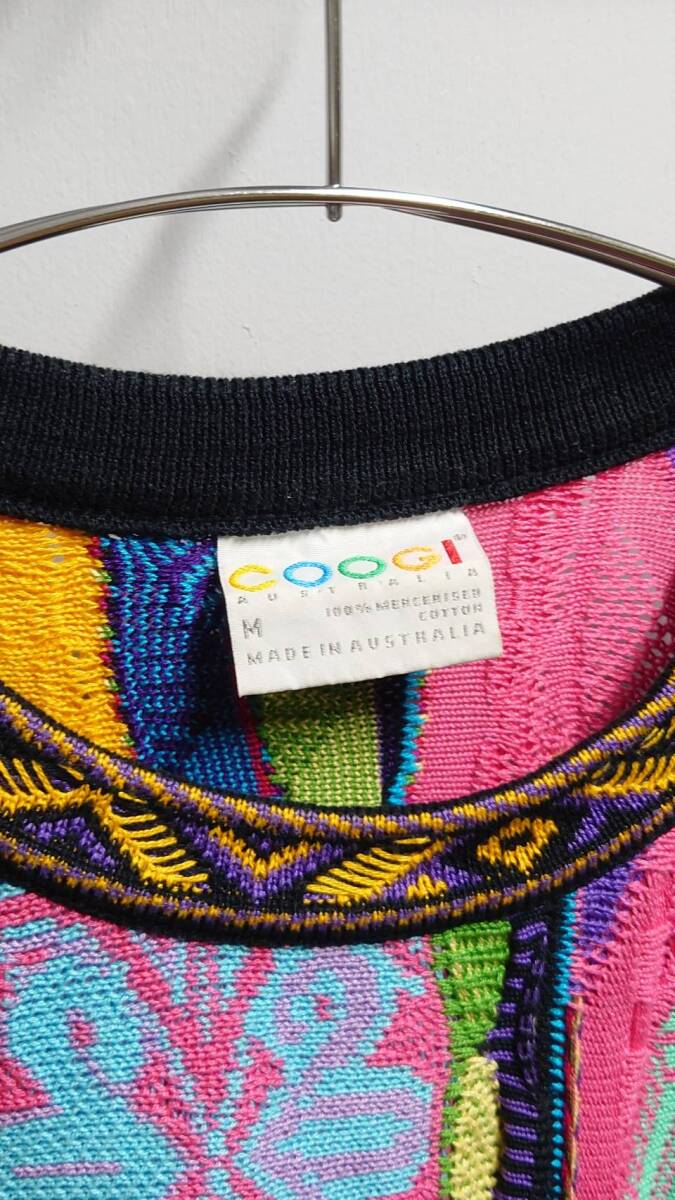 COOGI®
AUSTRALIA
100% MERCERISED
M COTTON
MADE IN AUSTRALIA